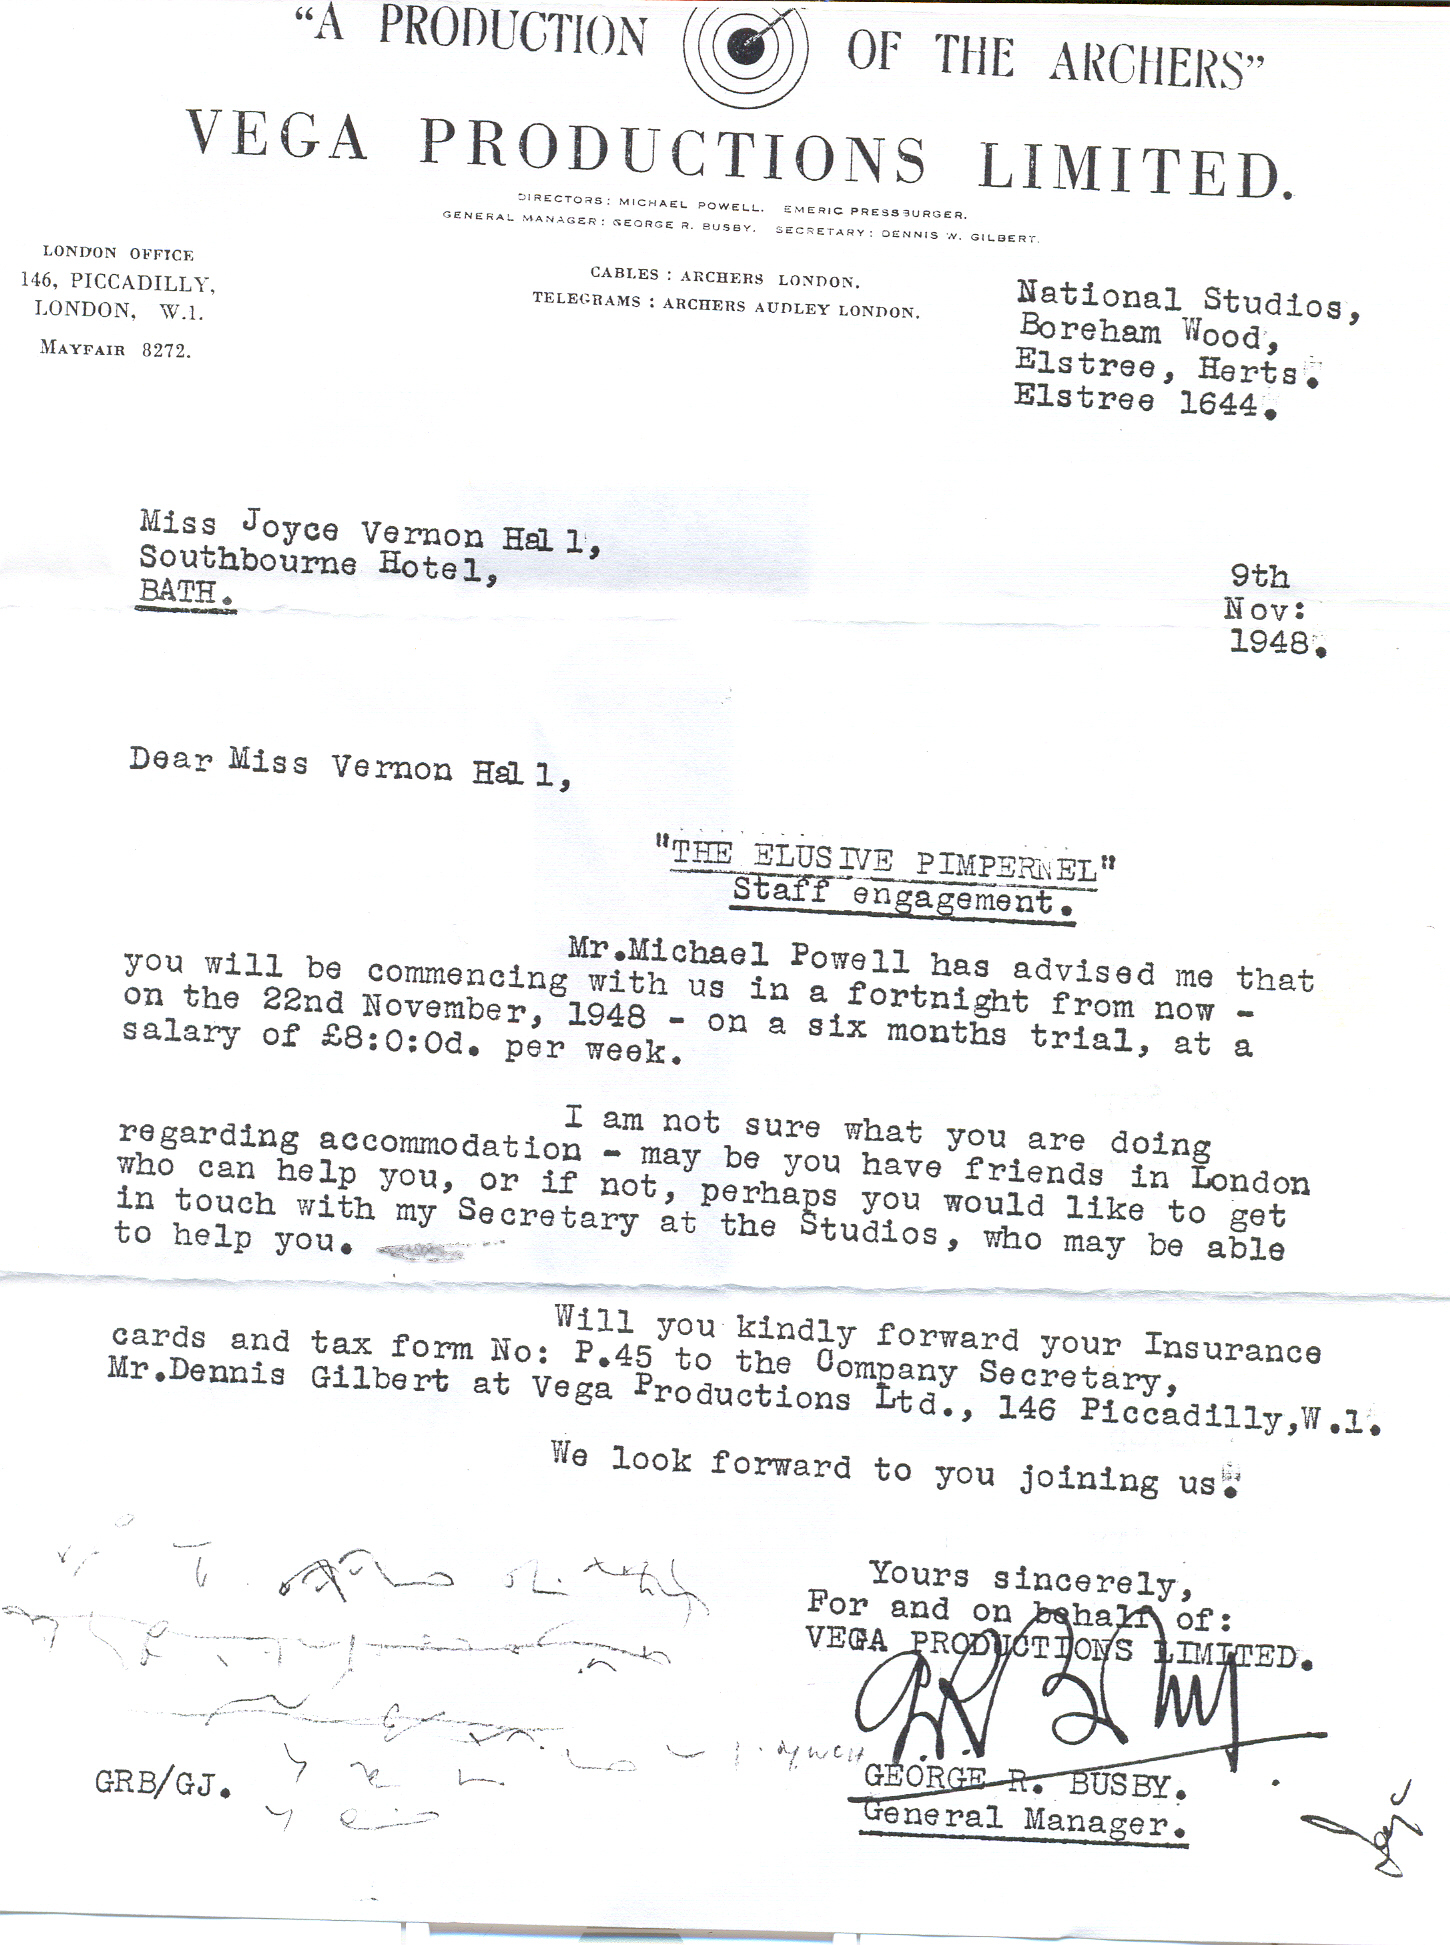 “A PRODUCTION OF THE ARCHERS”
VEGA PRODUCTIONS LIMITED.
DIRECTORS: MICHAEL POWELL. EMERIC PRESSBURGER.
GENERAL MANAGER: GEORGE R. BUSBY. SECRETARY: DENNIS W. GILBERT.
LONDON OFFICE
146, PICCADILLY,
LONDON, W.1.
MAYFAIR 8272.
CABLES : ARCHERS LONDON.
TELEGRAMS : ARCHERS AUDLEY LONDON.
National Studios,
Boreham Wood,
Elstree, Herts.
Elstree 1644.
Miss Joyce Vernon Hall,
Southbourne Hotel,
BATH.
9th
Nov:
1948.
Dear Miss Vernon Hall,
"THE ELUSIVE PIMPERNEL"
Staff engagement.
Mr.Michael Powell has advised me that
you will be commencing with us in a fortnight from now -
on the 22nd November, 1948 - on a six months trial, at a
salary of £8:0:0d. per week.
I am not sure what you are doing
regarding accommodation - may be you have friends in London
who can help you, or if not, perhaps you would like to get
in touch with my Secretary at the Studios, who may be able
to help you.
Will you kindly forward your Insurance
cards and tax form No: P.45 to the Company Secretary,
Mr.Dennis Gilbert at Vega Productions Ltd., 146 Piccadilly,W.1.
We look forward to you joining us.
Yours sincerely,
For and on behalf of:
VEGA PRODUCTIONS LIMITED.
GEORGE R. BUSBY.
General Manager.
GRB/GJ.